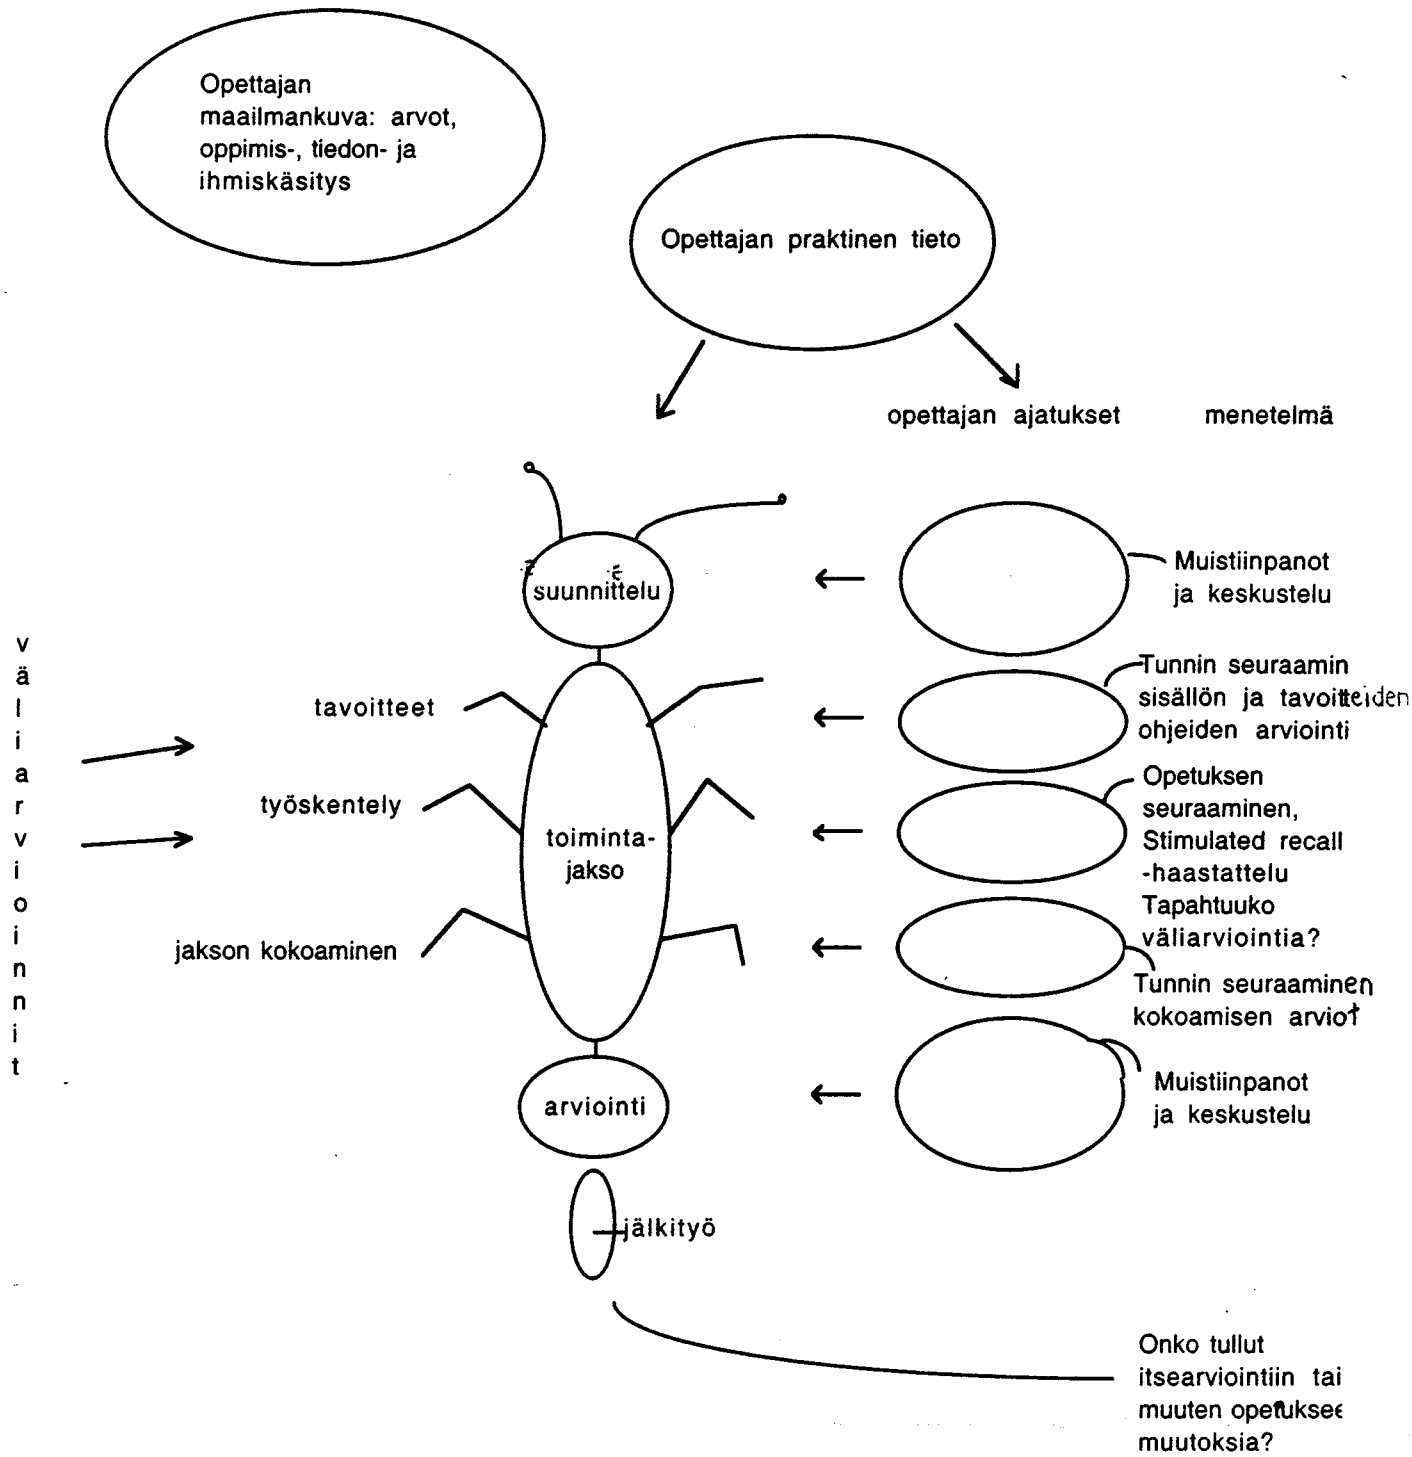 Opettajan
maailmankuva: arvot,
oppimis-, tiedon- ja
ihmiskäsitys
Opettajan praktinen tieto
opettajan ajatukset menetelmä
suunnittelu
Muistiinpanot
ja keskustelu
väliarvioinnit
tavoitteet
Tunnin seuraamin
sisällön ja tavoitteiden
ohjeiden arviointi
työskentely
toiminta-
jakso
Opetuksen
seuraaminen,
Stimulated recall
-haastattelu
Tapahtuuko
väliarviointia?
jakson kokoaminen
Tunnin seuraaminen
kokoamisen arviot
arviointi
Muistiinpanot
ja keskustelu
jälkityö
Onko tullut
itsearviointiin tai
muuten opetuksee
muutoksia?